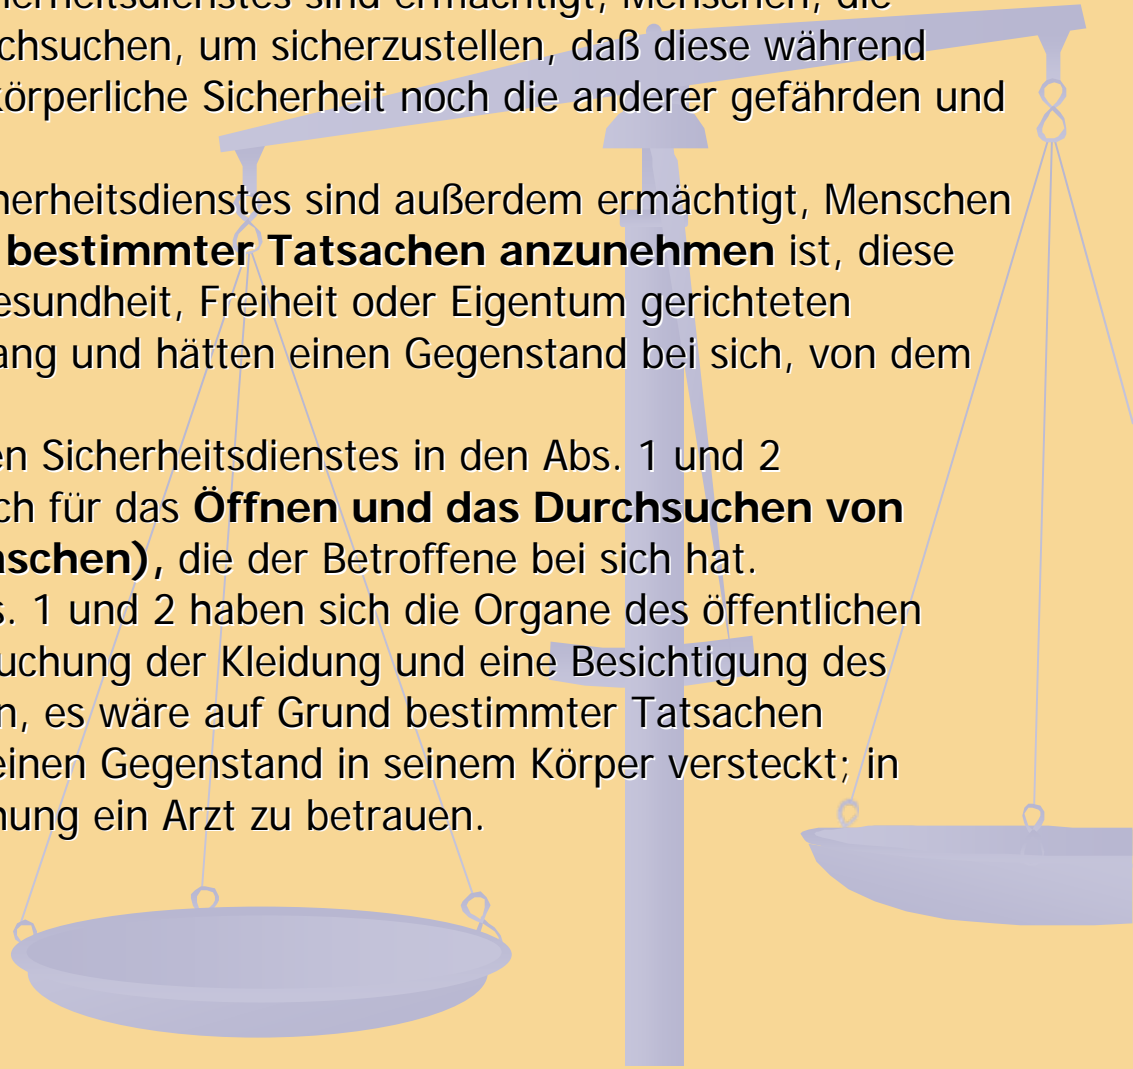 herheitsdienstes sind ermächtigt, Menschen, die
chsuchen, um sicherzustellen, daß diese während
körperliche Sicherheit noch die anderer gefährden und
herheitsdienstes sind außerdem ermächtigt, Menschen
bestimmter Tatsachen anzunehmen ist, diese
esundheit, Freiheit oder Eigentum gerichteten
ang und hätten einen Gegenstand bei sich, von dem
en Sicherheitsdienstes in den Abs. 1 und 2
ch für das Öffnen und das Durchsuchen von
aschen), die der Betroffene bei sich hat.
s. 1 und 2 haben sich die Organe des öffentlichen
uchung der Kleidung und eine Besichtigung des
n, es wäre auf Grund bestimmter Tatsachen
einen Gegenstand in seinem Körper versteckt; in
nung ein Arzt zu betrauen.